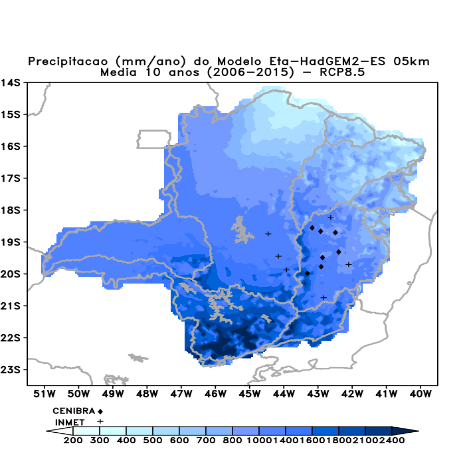 Precipitacao (mm/ano) do Modelo Eta-HadGEM2-ES 05km
Media 10 anos (2006-2015) - RCP8.5
14S
15S
16S
17S
18S
19S
20S
21S
22S
23S
51W 50W 49W 48W 47W 46W 45W 44W 43W 42W 41W 40W
CENIBRA
INMET
200 300 400 500 600 700 800 1000 1400 1600 1800 2100 2400